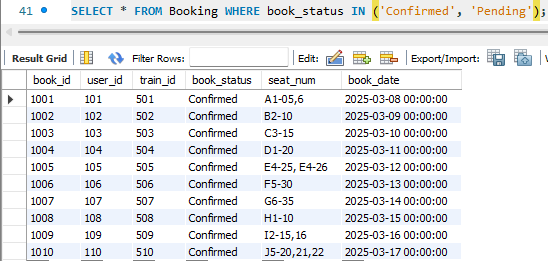 41 SELECT * FROM Booking WHERE book_status IN ('Confirmed', 'Pending');
Result Grid Filter Rows: Edit: Export/Import:
book_id user_id train_id book_status seat_num book_date
1001 101 501 Confirmed A1-05,6 2025-03-08 00:00:00
1002 102 502 Confirmed B2-10 2025-03-09 00:00:00
1003 103 503 Confirmed C3-15 2025-03-10 00:00:00
1004 104 504 Confirmed D1-20 2025-03-11 00:00:00
1005 105 505 Confirmed E4-25, E4-26 2025-03-12 00:00:00
1006 106 506 Confirmed F5-30 2025-03-13 00:00:00
1007 107 507 Confirmed G6-35 2025-03-14 00:00:00
1008 108 508 Confirmed H1-10 2025-03-15 00:00:00
1009 109 509 Confirmed I2-15,16 2025-03-16 00:00:00
1010 110 510 Confirmed J5-20,21,22 2025-03-17 00:00:00